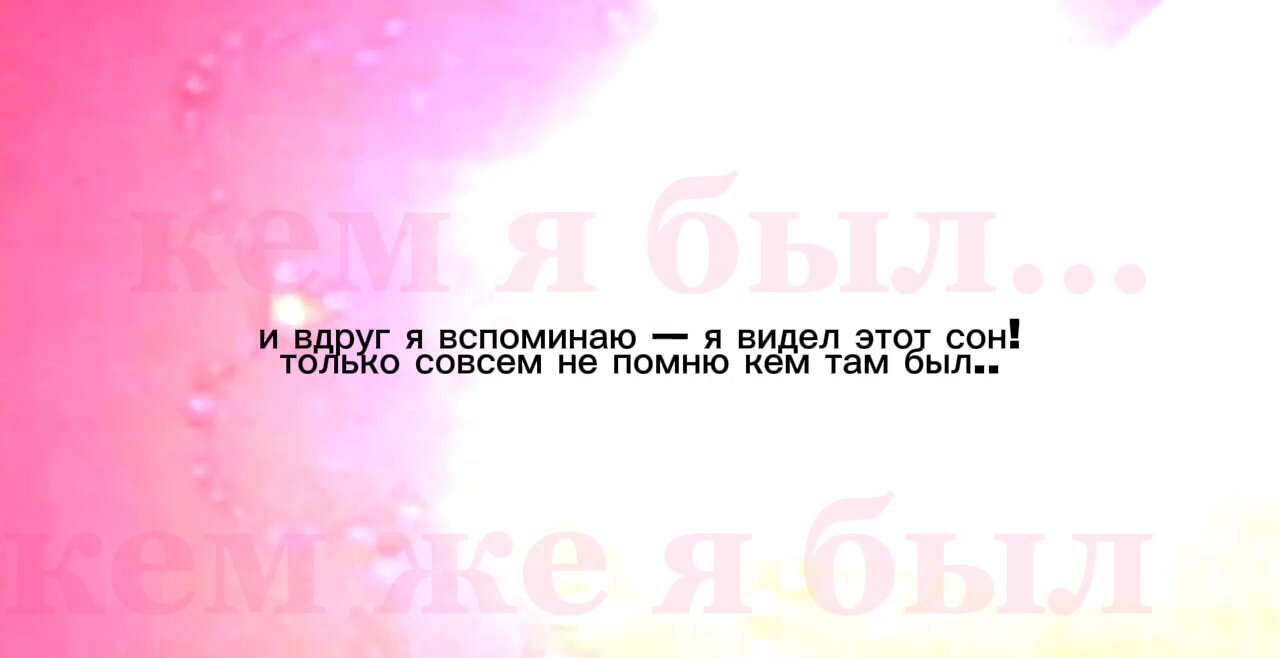 кем я был...
и вдруг я вспоминаю — я видел этот сон!
только совсем не помню кем там был..
кем же я был